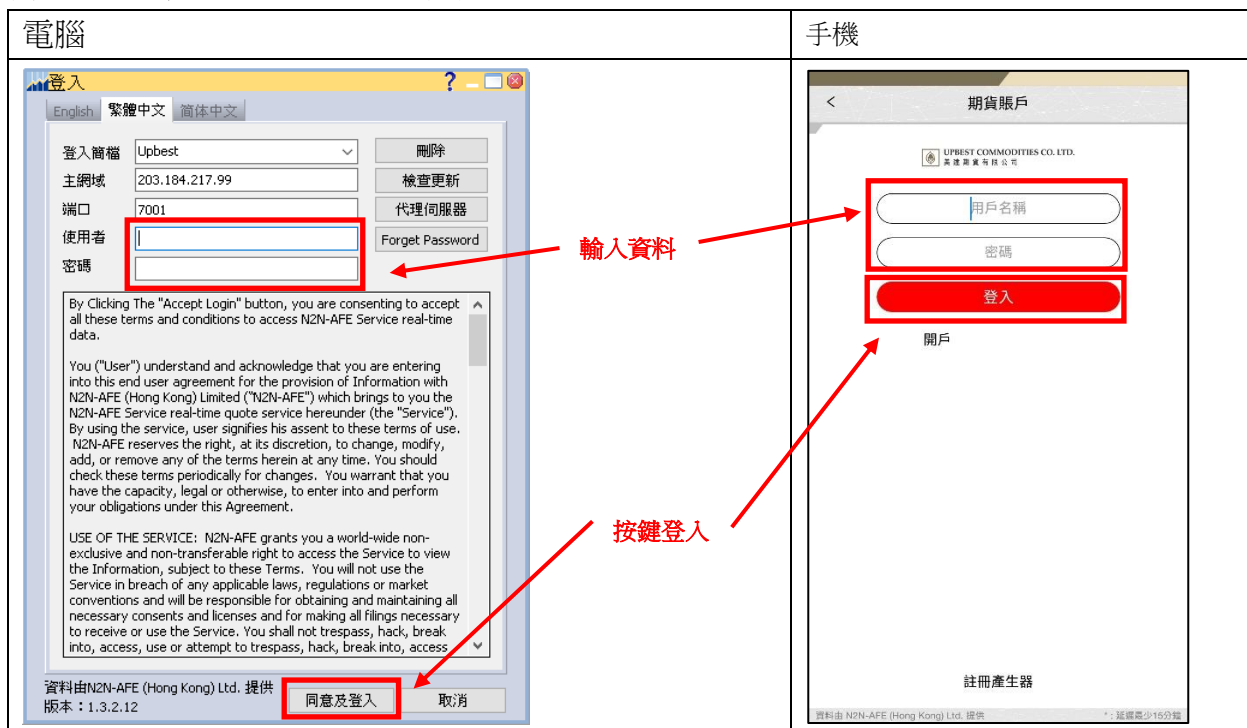 電腦
手機
登入
?
English 繁體中文 简体中文
登入簡檔 Upbest 刪除
主網域 203.184.217.99 檢查更新
端口 7001 代理伺服器
使用者 Forget Password
密碼
By Clicking The "Accept Login" button, you are consenting to accept
all these terms and conditions to access N2N-AFE Service real-time
data.
You ("User") understand and acknowledge that you are entering
into this end user agreement for the provision of Information with
N2N-AFE (Hong Kong) Limited ("N2N-AFE") which brings to you the
N2N-AFE Service real-time quote service hereunder (the "Service").
By using the service, user signifies his assent to these terms of use.
N2N-AFE reserves the right, at its discretion, to change, modify,
add, or remove any of the terms herein at any time. You should
check these terms periodically for changes. You warrant that you
have the capacity, legal or otherwise, to enter into and perform
your obligations under this Agreement.
USE OF THE SERVICE: N2N-AFE grants you a world-wide non-
exclusive and non-transferable right to access the Service to view
the Information, subject to these Terms. You will not use the
Service in breach of any applicable laws, regulations or market
conventions and will be responsible for obtaining and maintaining all
necessary consents and licenses and for making all filings necessary
to receive or use the Service. You shall not trespass, hack, break
into, access, use or attempt to trespass, hack, break into, access
資料由N2N-AFE (Hong Kong) Ltd. 提供
版本：1.3.2.12
同意及登入 取消
輸入資料
按鍵登入
< 期貨賬戶
UPBEST COMMODITIES CO. LTD.
美建期貨有限公司
用戶名稱
密碼
登入
開戶
註冊產生器
資料由 N2N-AFE (Hong Kong) Ltd. 提供 *：延遲最少15分鐘